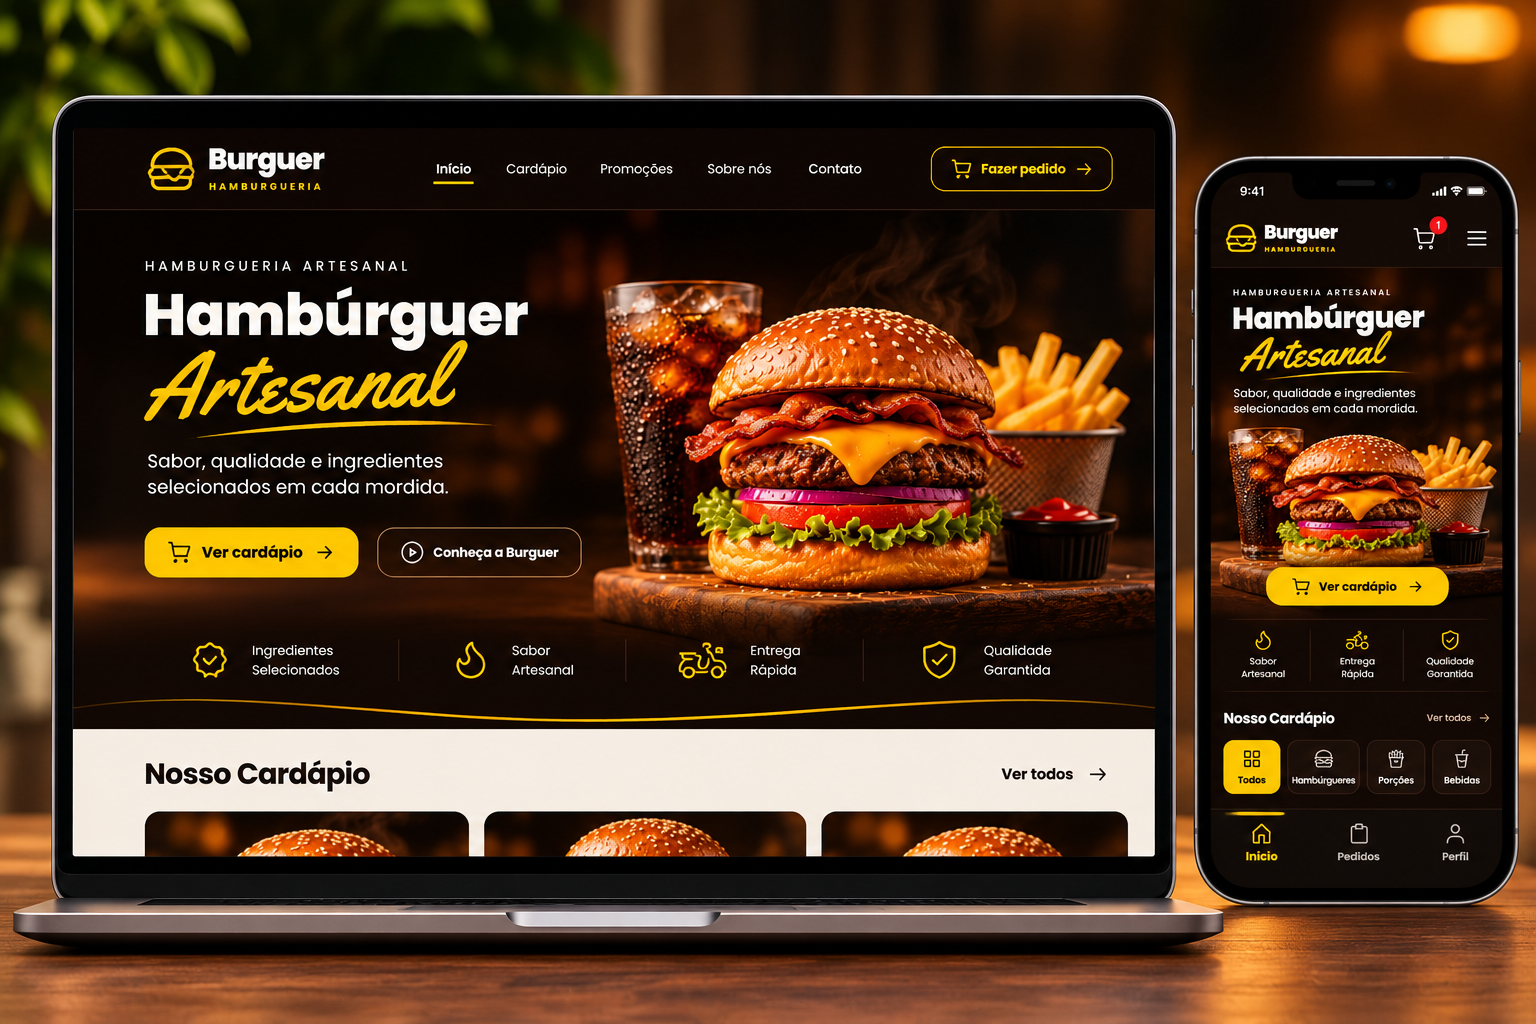 Burguer
HAMBURGUERIA
Início
Cardápio
Promoções
Sobre nós
Contato
Fazer pedido
HAMBURGUERIA ARTESANAL
Hambúrguer
Artesanal
Sabor, qualidade e ingredientes
selecionados em cada mordida.
Ver cardápio
Conheça a Burguer
Ingredientes
Selecionados
Sabor
Artesanal
Entrega
Rápida
Qualidade
Garantida
Nosso Cardápio
Ver todos
9:41
Burguer
HAMBURGUERIA
1
HAMBURGUERIA ARTESANAL
Hambúrguer
Artesanal
Sabor, qualidade e ingredientes
selecionados em cada mordida.
Ver cardápio
Sabor
Artesanal
Entrega
Rápida
Qualidade
Gorantida
Nosso Cardápio
Ver todos
Todos
Hambúrgueres
Porções
Bebidas
Início
Pedidos
Perfil